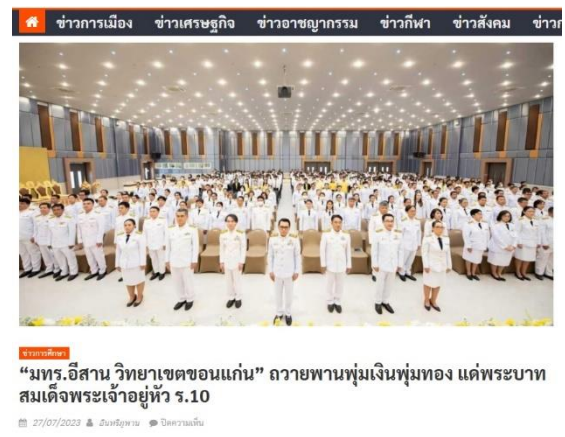 ข่าวการเมือง ข่าวเศรษฐกิจ ข่าวอาชญากรรม ข่าวกีฬา ข่าวสังคม
ข่าวการศึกษา
“มทร.อีสาน วิทยาเขตขอนแก่น” ถวายพานพุ่มเงินพุ่มทอง แด่พระบาท
สมเด็จพระเจ้าอยู่หัว ร.10
27/07/2023 อินทรีภูพาน ปิดความเห็น